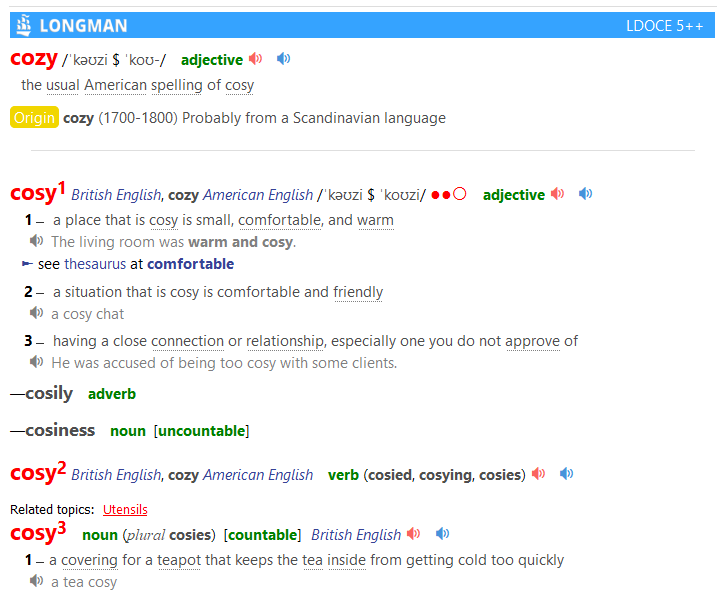 LONGMAN LDOCE 5++
cozy /ˈkəʊzi $ ˈkoʊ-/ adjective
the usual American spelling of cosy
Origin cozy (1700-1800) Probably from a Scandinavian language
cosy1 British English, cozy American English /ˈkəʊzi $ ˈkoʊzi/ ●●○ adjective
1 – a place that is cosy is small, comfortable, and warm
The living room was warm and cosy.
► see thesaurus at comfortable
2 – a situation that is cosy is comfortable and friendly
a cosy chat
3 – having a close connection or relationship, especially one you do not approve of
He was accused of being too cosy with some clients.
—cosily adverb
—cosiness noun [uncountable]
cosy2 British English, cozy American English verb (cosied, cosying, cosies)
Related topics: Utensils
cosy3 noun (plural cosies) [countable] British English
1 – a covering for a teapot that keeps the tea inside from getting cold too quickly
a tea cosy